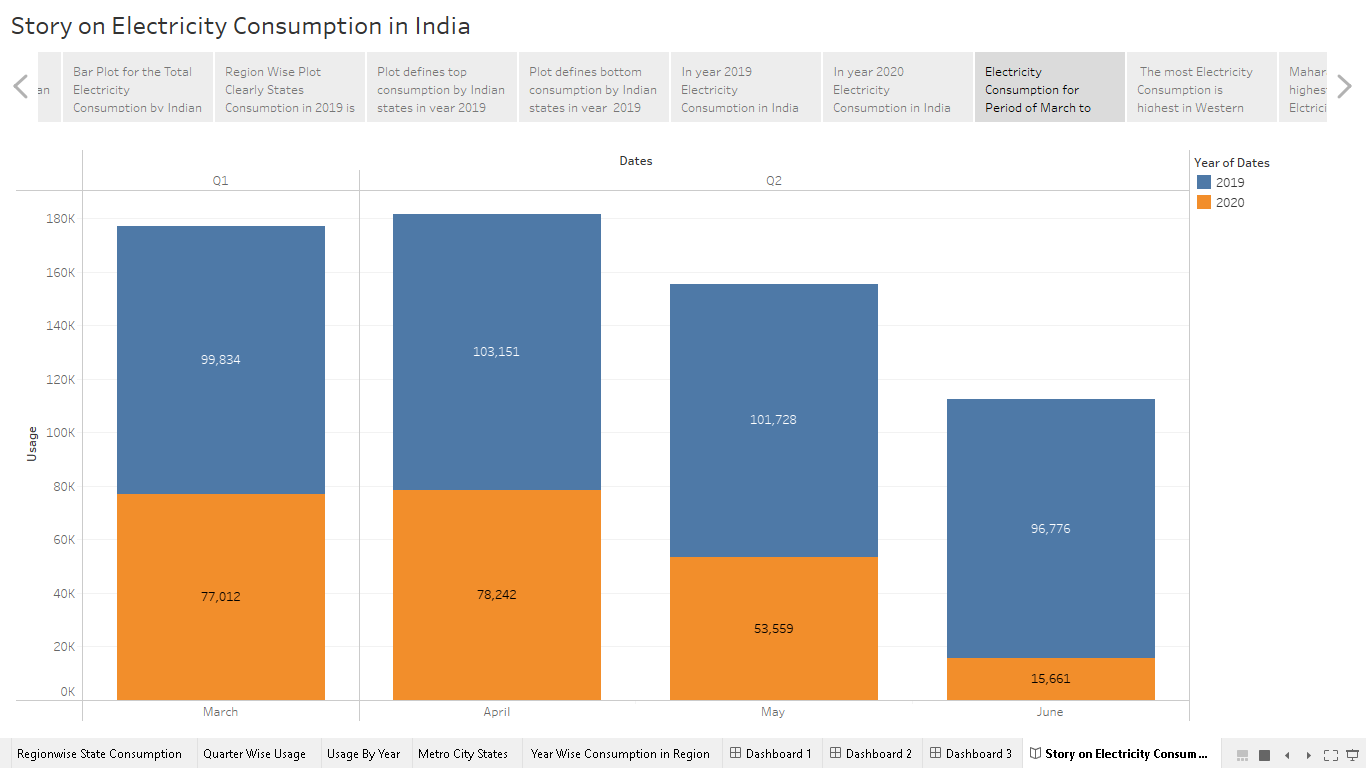 Story on Electricity Consumption in India
an
Bar Plot for the Total
Electricity
Consumption by Indian
Region Wise Plot
Clearly States
Consumption in 2019 is
Plot defines top
consumption by Indian
states in year 2019
Plot defines bottom
consumption by Indian
states in year 2019
In year 2019
Electricity
Consumption in India
In year 2020
Electricity
Consumption in India
Electricity
Consumption for
Period of March to
The most Electricity
Consumption is
highest in Western
Mahar
highest
Elctrici
Dates
Q1
Q2
Year of Dates
2019
2020
180K
160K
140K
120K
100K
80K
60K
40K
20K
0K
Usage
99,834
103,151
101,728
96,776
77,012
78,242
53,559
15,661
March
April
May
June
Regionwise State Consumption
Quarter Wise Usage
Usage By Year
Metro City States
Year Wise Consumption in Region
Dashboard 1
Dashboard 2
Dashboard 3
Story on Electricity Consum...